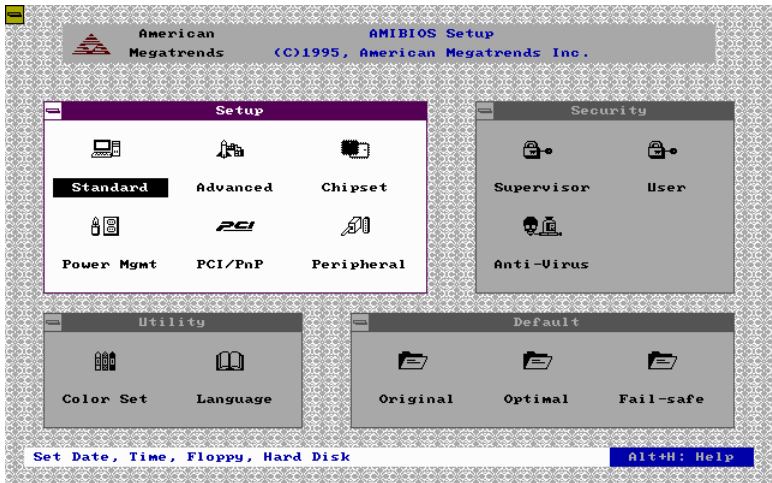 American
Megatrends
AMIBIOS Setup
(C)1995, American Megatrends Inc.
Setup
Standard Advanced Chipset
PCI
Power Mgmt PCI/PnP Peripheral
Security
Supervisor User
Anti-Virus
Utility
Color Set Language
Default
Original Optimal Fail-safe
Set Date, Time, Floppy, Hard Disk
Alt+H: Help